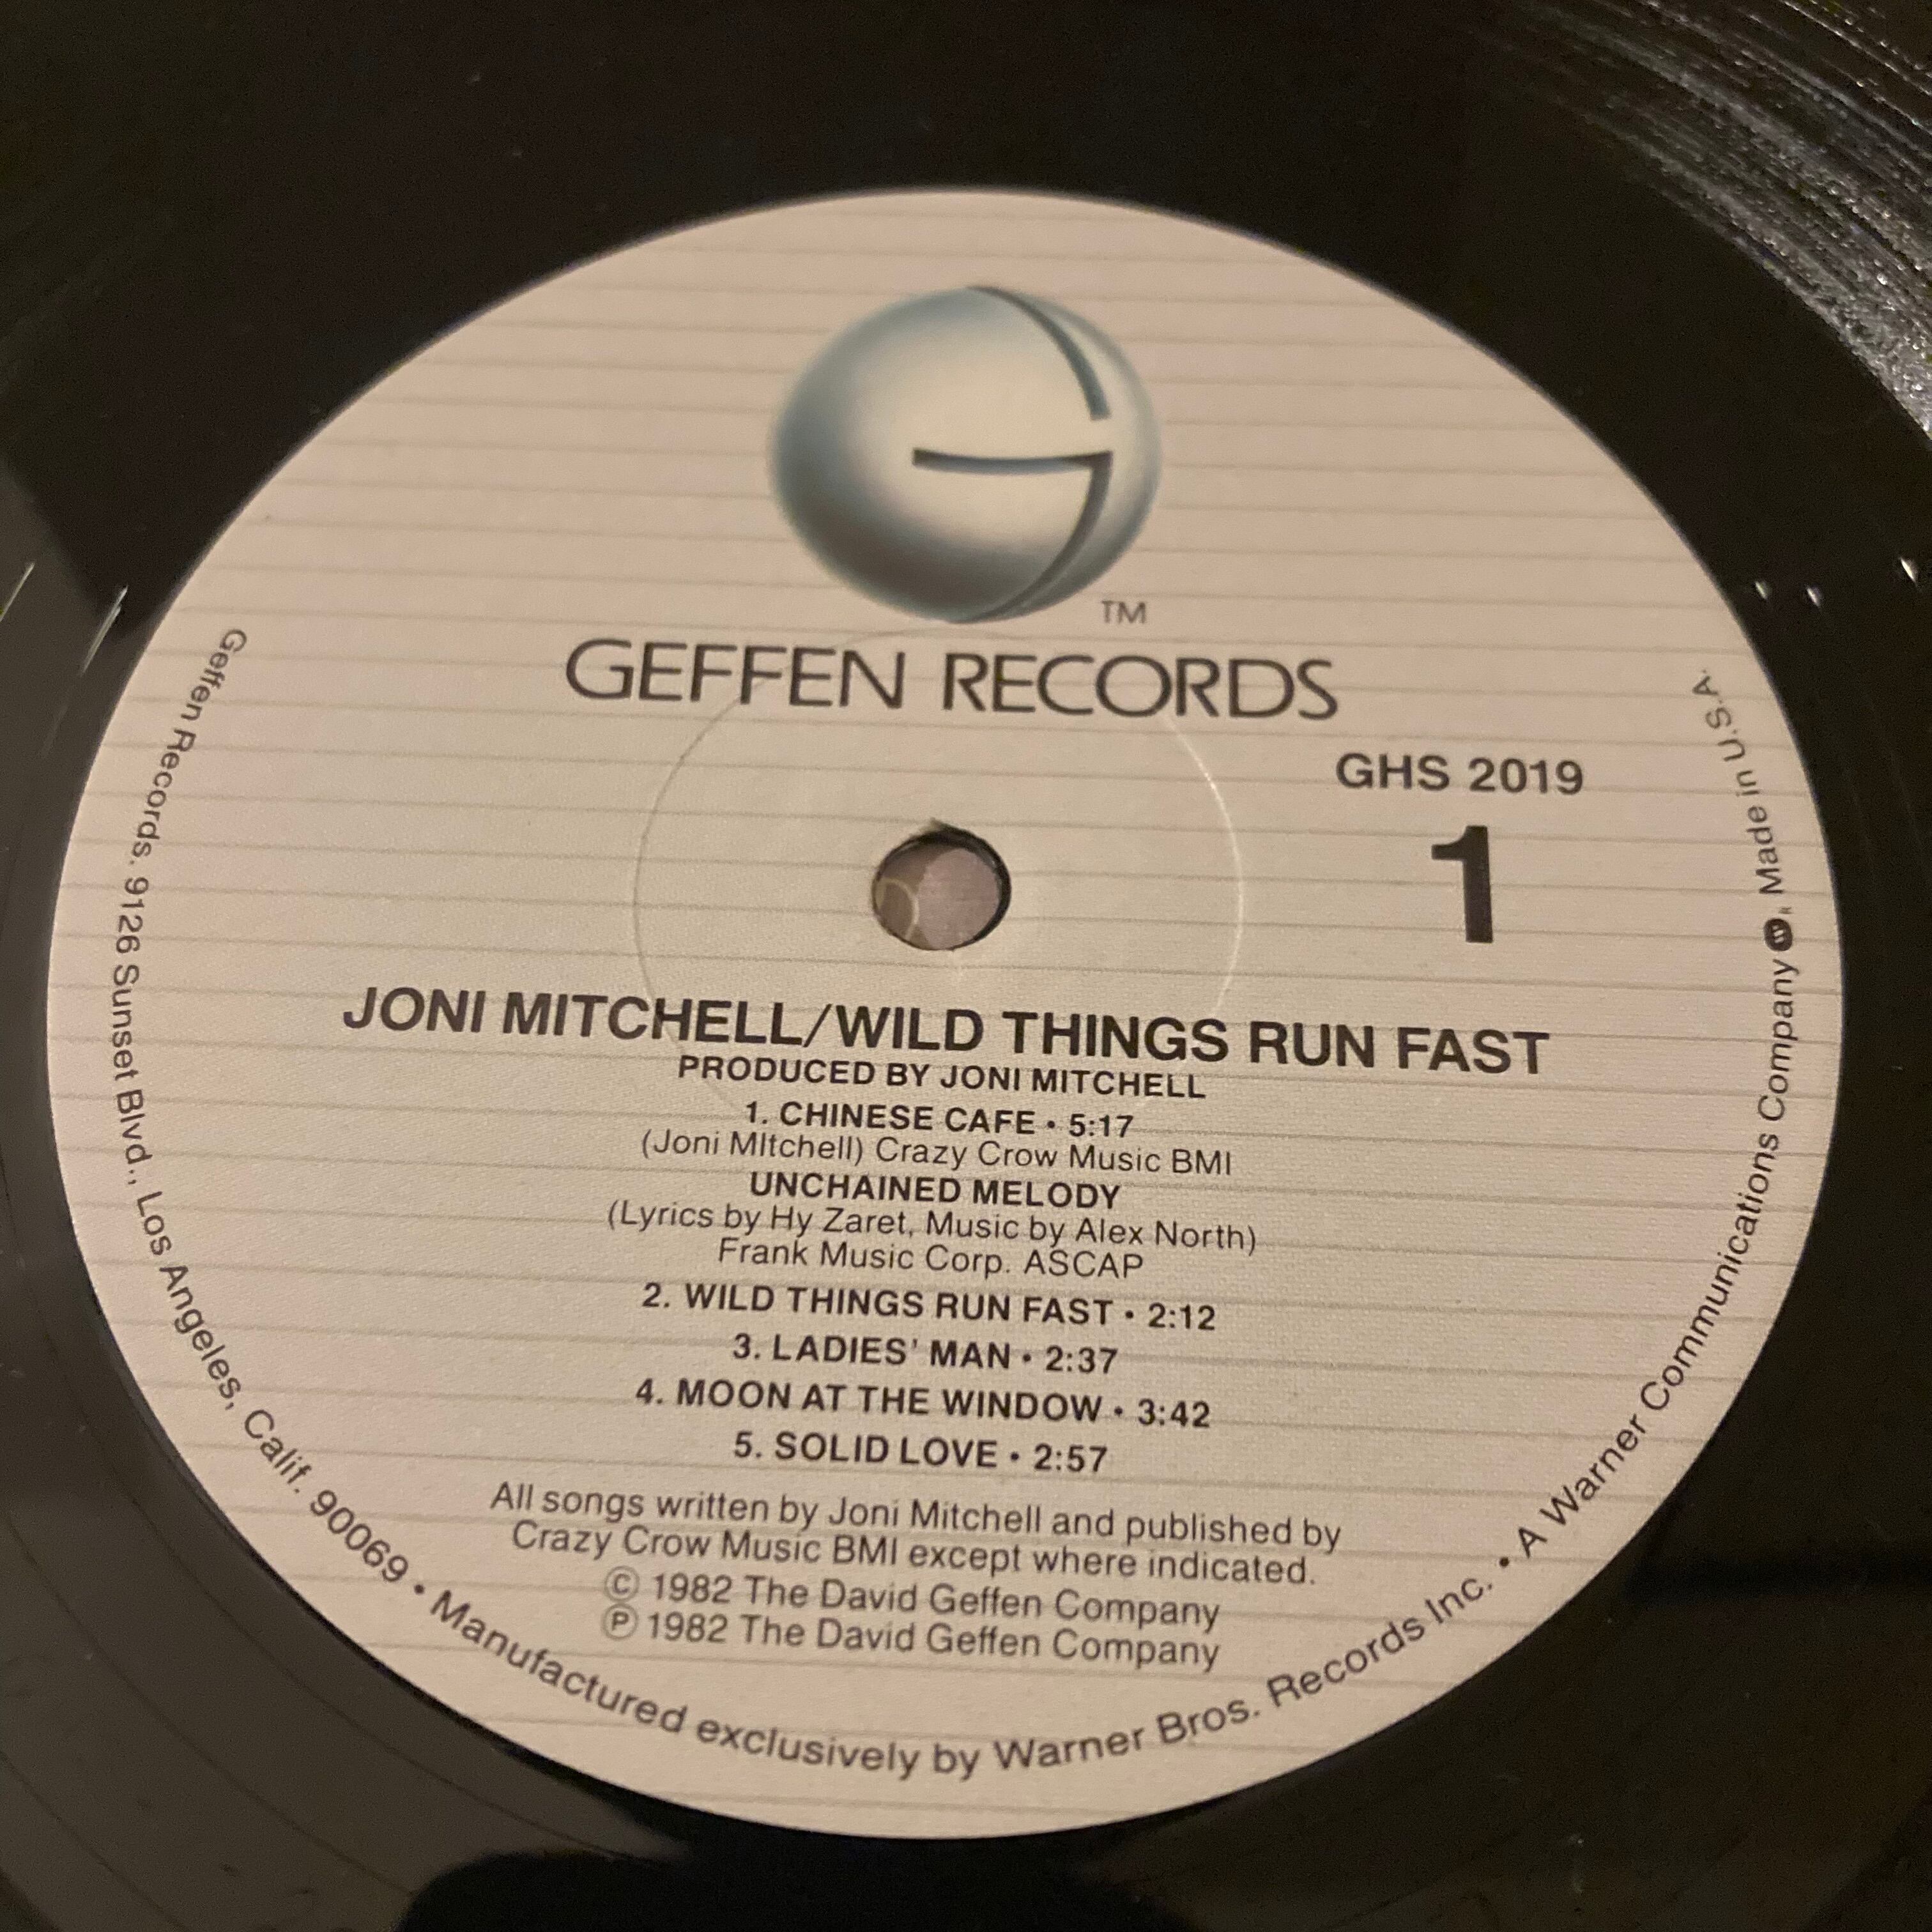 TM
GEFFEN RECORDS
GHS 2019
1
JONI MITCHELL/WILD THINGS RUN FAST
PRODUCED BY JONI MITCHELL
1. CHINESE CAFE • 5:17
(Joni MItchell) Crazy Crow Music BMI
UNCHAINED MELODY
(Lyrics by Hy Zaret, Music by Alex North)
Frank Music Corp. ASCAP
2. WILD THINGS RUN FAST • 2:12
3. LADIES' MAN • 2:37
4. MOON AT THE WINDOW • 3:42
5. SOLID LOVE • 2:57
All songs written by Joni Mitchell and published by
Crazy Crow Music BMI except where indicated.
© 1982 The David Geffen Company
℗ 1982 The David Geffen Company
Geffen Records. 9126 Sunset Blvd., Los Angeles, Calif. 90069 • Manufactured exclusively by Warner Bros. Records Inc. • A Warner Communications Company Made in U.S.A.